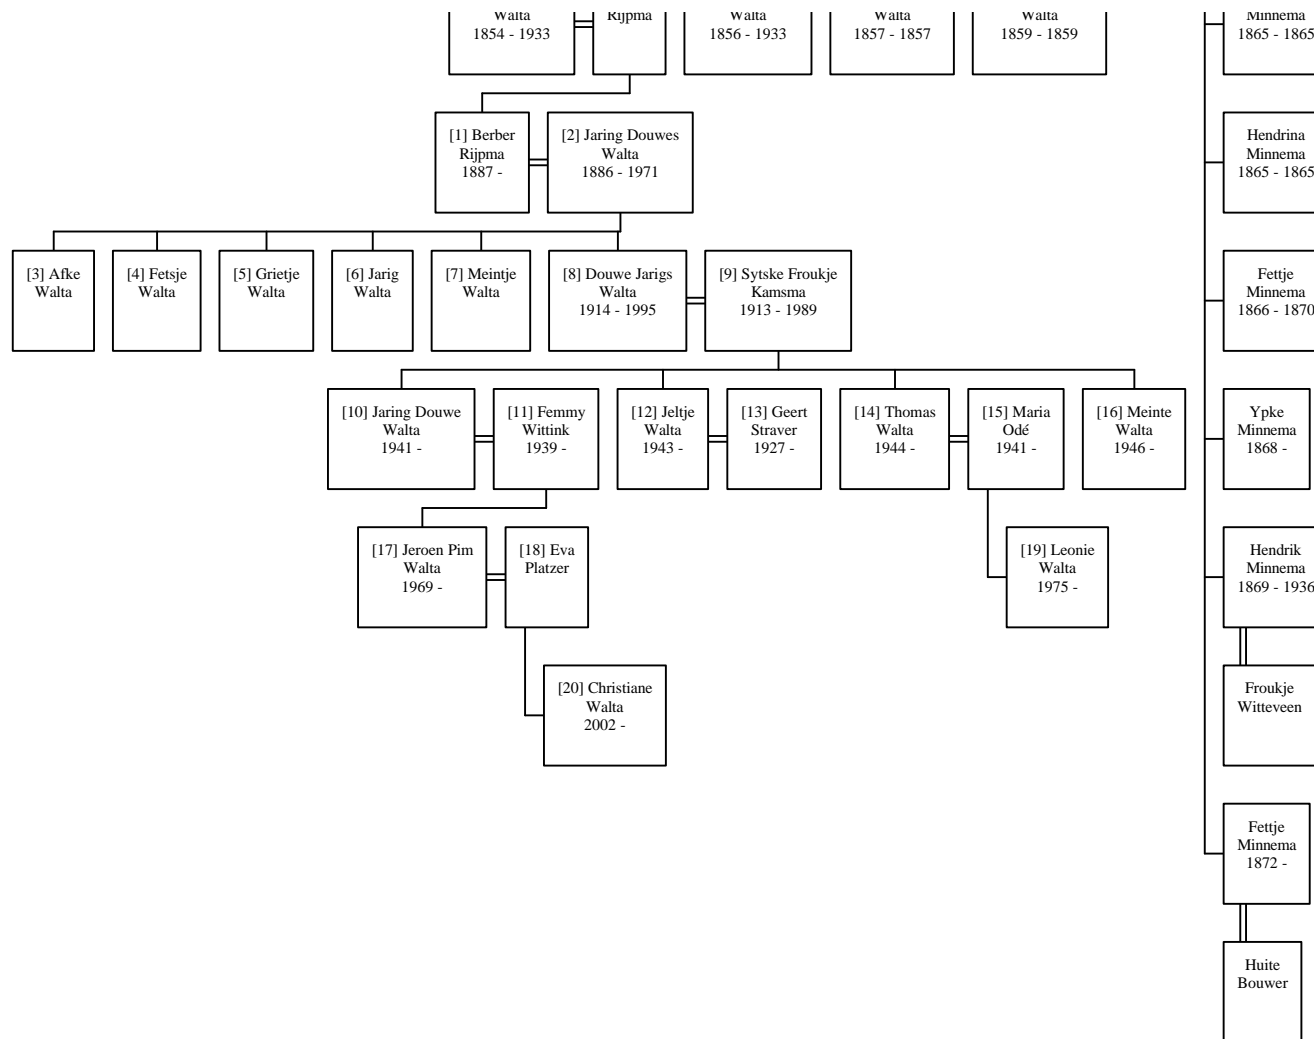 Walta
1854 - 1933
Rijpma
Walta
1856 - 1933
Walta
1857 - 1857
Walta
1859 - 1859
Minnema
1865 - 1865
[1] Berber
Rijpma
1887 -
[2] Jaring Douwes
Walta
1886 - 1971
Hendrina
Minnema
1865 - 1865
[3] Afke
Walta
[4] Fetsje
Walta
[5] Grietje
Walta
[6] Jarig
Walta
[7] Meintje
Walta
[8] Douwe Jarigs
Walta
1914 - 1995
[9] Sytske Froukje
Kamsma
1913 - 1989
Fettje
Minnema
1866 - 1870
[10] Jaring Douwe
Walta
1941 -
[11] Femmy
Wittink
1939 -
[12] Jeltje
Walta
1943 -
[13] Geert
Straver
1927 -
[14] Thomas
Walta
1944 -
[15] Maria
Odé
1941 -
[16] Meinte
Walta
1946 -
Ypke
Minnema
1868 -
[17] Jeroen Pim
Walta
1969 -
[18] Eva
Platzer
[19] Leonie
Walta
1975 -
Hendrik
Minnema
1869 - 1936
[20] Christiane
Walta
2002 -
Froukje
Witteveen
Fettje
Minnema
1872 -
Huite
Bouwer